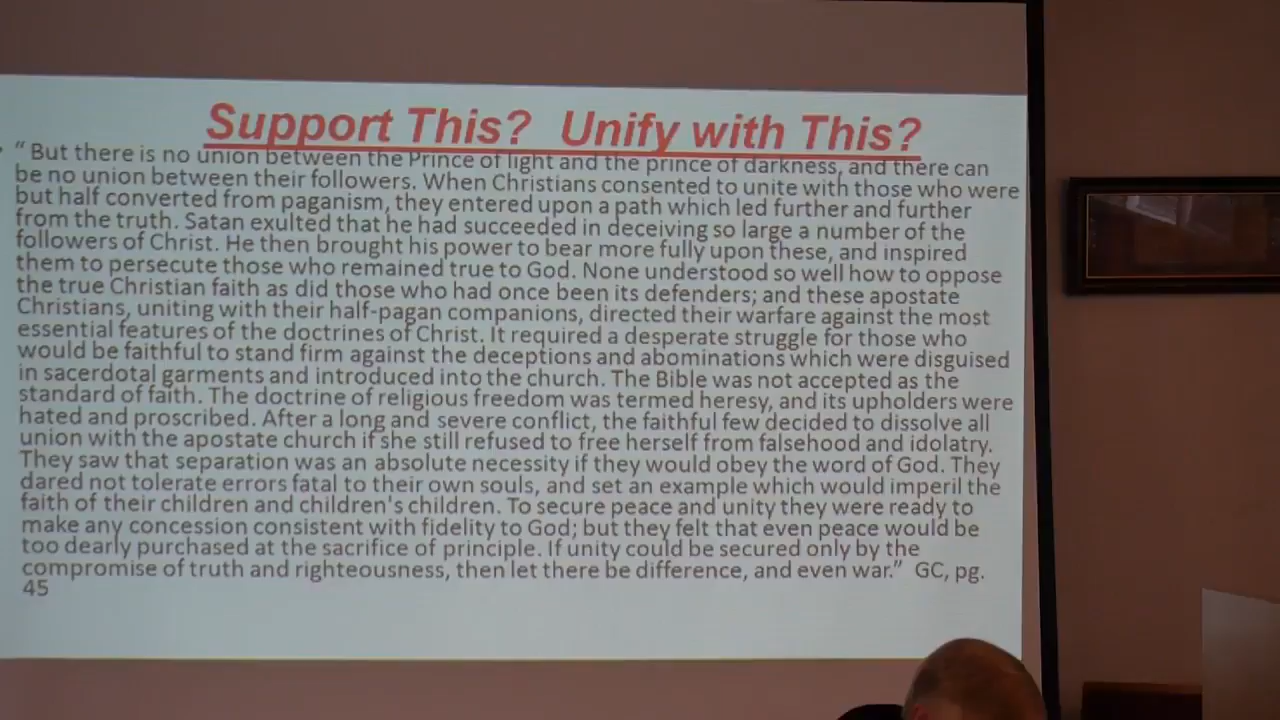 Support This? Unify with This?
“ But there is no union between the Prince of light and the prince of darkness, and there can
be no union between their followers. When Christians consented to unite with those who were
but half converted from paganism, they entered upon a path which led further and further
from the truth. Satan exulted that he had succeeded in deceiving so large a number of the
followers of Christ. He then brought his power to bear more fully upon these, and inspired
them to persecute those who remained true to God. None understood so well how to oppose
the true Christian faith as did those who had once been its defenders; and these apostate
Christians, uniting with their half-pagan companions, directed their warfare against the most
essential features of the doctrines of Christ. It required a desperate struggle for those who
would be faithful to stand firm against the deceptions and abominations which were disguised
in sacerdotal garments and introduced into the church. The Bible was not accepted as the
standard of faith. The doctrine of religious freedom was termed heresy, and its upholders were
hated and proscribed. After a long and severe conflict, the faithful few decided to dissolve all
union with the apostate church if she still refused to free herself from falsehood and idolatry.
They saw that separation was an absolute necessity if they would obey the word of God. They
dared not tolerate errors fatal to their own souls, and set an example which would imperil the
faith of their children and children's children. To secure peace and unity they were ready to
make any concession consistent with fidelity to God; but they felt that even peace would be
too dearly purchased at the sacrifice of principle. If unity could be secured only by the
compromise of truth and righteousness, then let there be difference, and even war.” GC, pg.
45